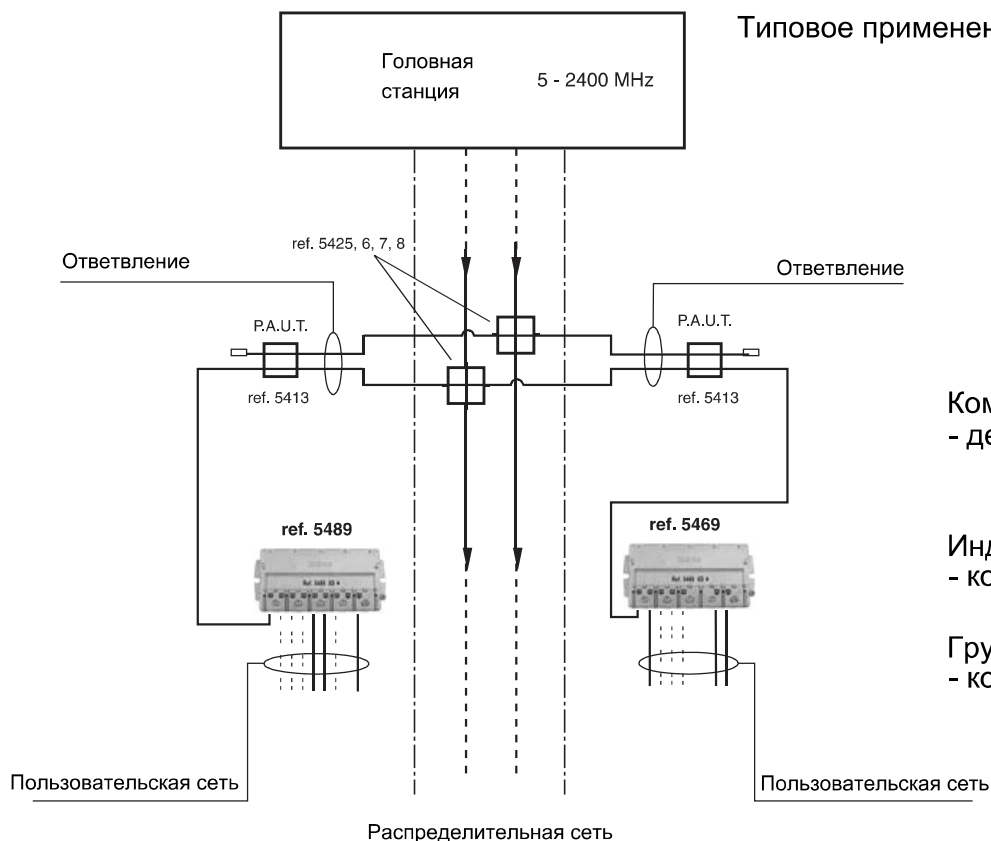 Типовое применен
Головная
станция
5 - 2400 MHz
ref. 5425, 6, 7, 8
Ответвление
Ответвление
P.A.U.T.
P.A.U.T.
ref. 5413
ref. 5413
Ком
- де
ref. 5489
ref. 5469
Инд
- ко
Гру
- ко
Пользовательская сеть
Пользовательская сеть
Распределительная сеть